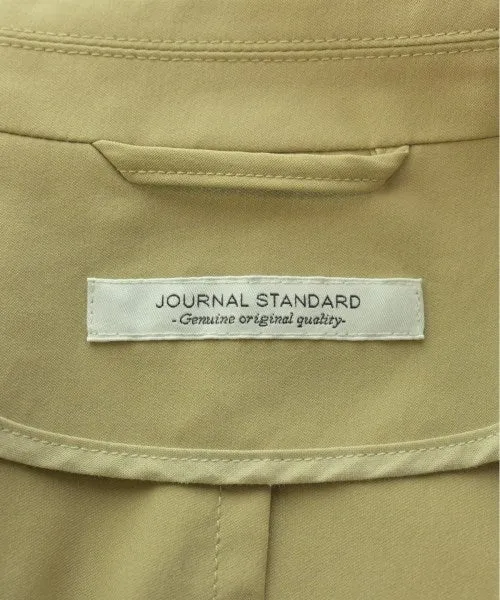 JOURNAL STANDARD
- Genuine original quality-